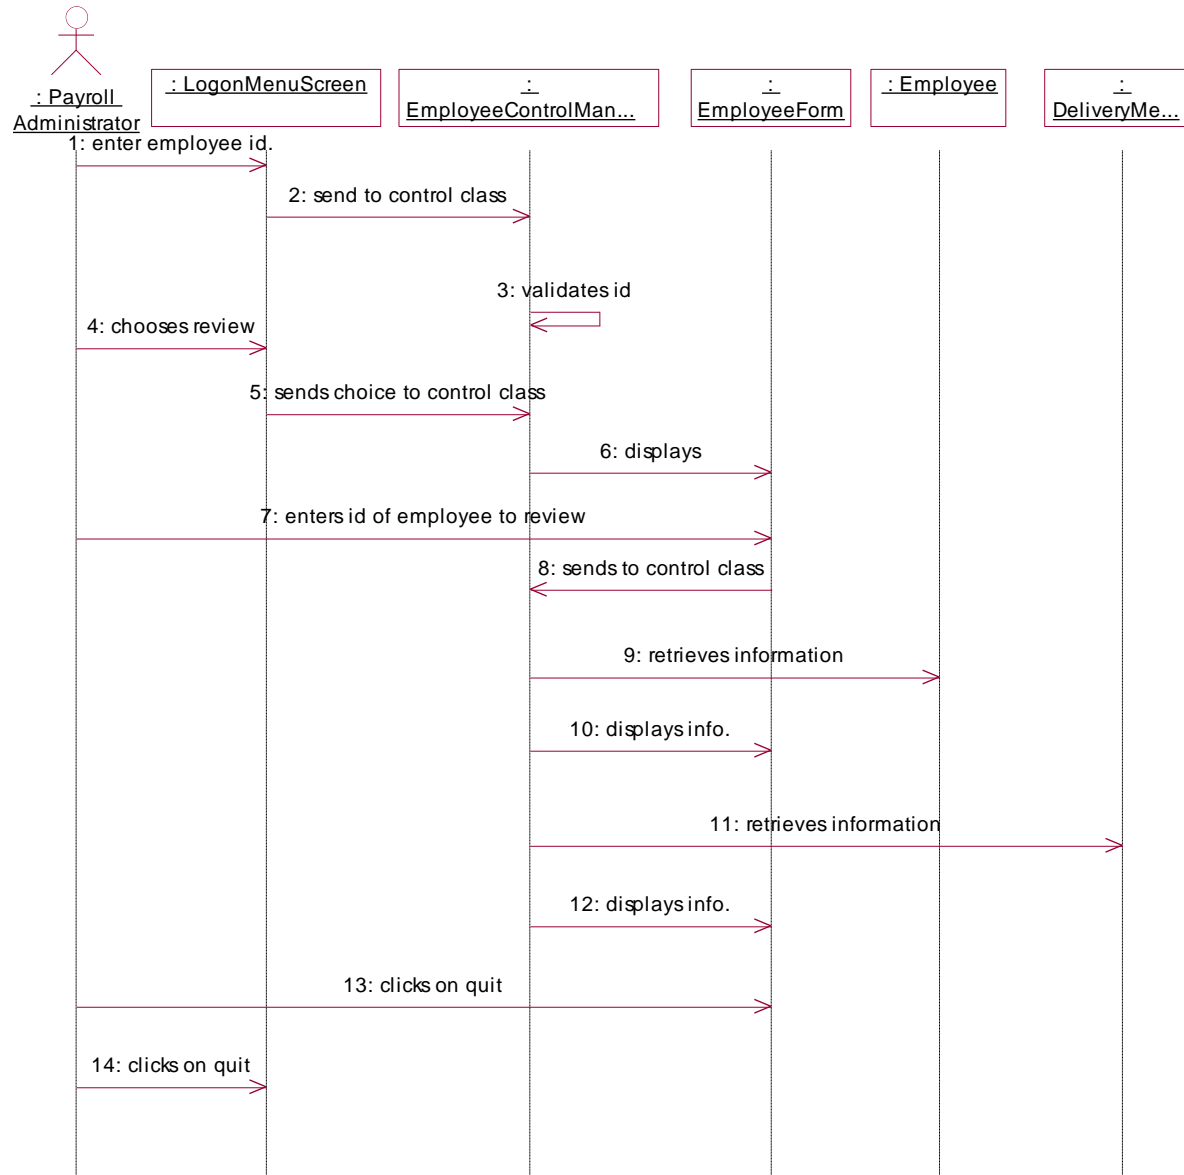 : Payroll
Administrator
: LogonMenuScreen
:
EmployeeControlMan...
:
EmployeeForm
: Employee
:
DeliveryMe...
1: enter employee id.
2: send to control class
3: validates id
4: chooses review
5: sends choice to control class
6: displays
7: enters id of employee to review
8: sends to control class
9: retrieves information
10: displays info.
11: retrieves information
12: displays info.
13: clicks on quit
14: clicks on quit